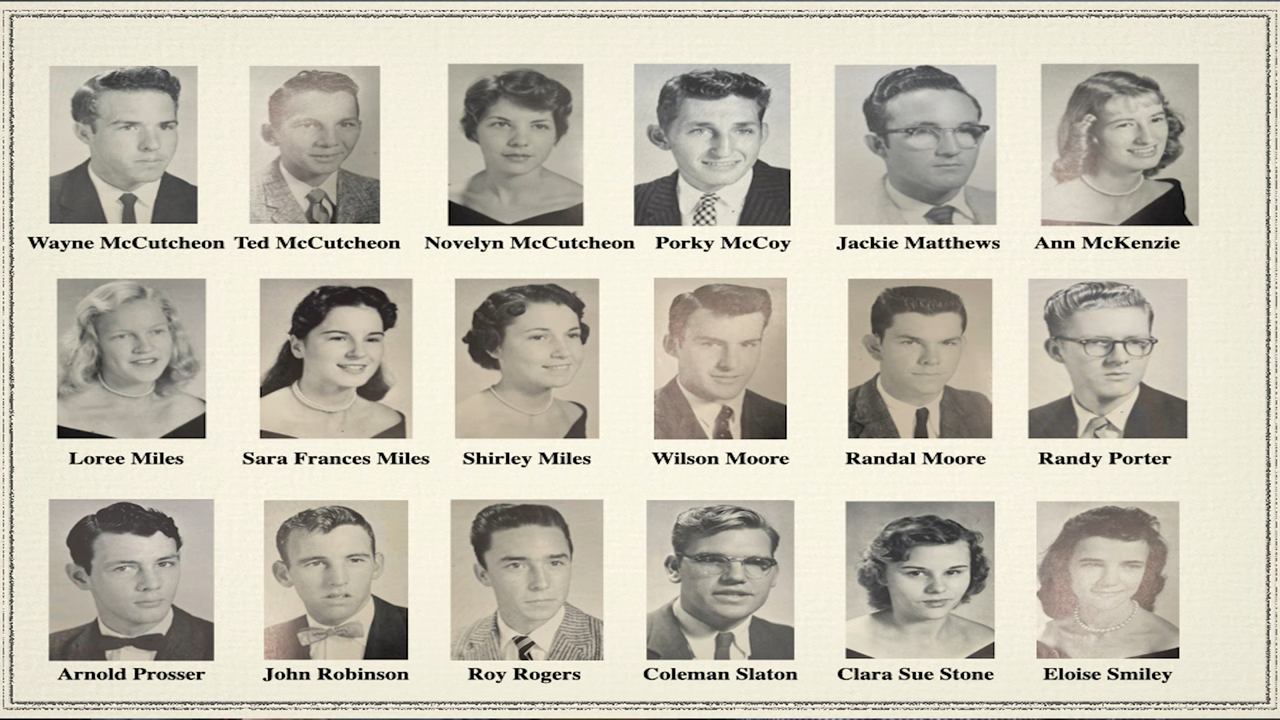 Wayne McCutcheon Ted McCutcheon Novelyn McCutcheon Porky McCoy Jackie Matthews Ann McKenzie
Loree Miles Sara Frances Miles Shirley Miles Wilson Moore Randal Moore Randy Porter
Arnold Prosser John Robinson Roy Rogers Coleman Slaton Clara Sue Stone Eloise Smiley